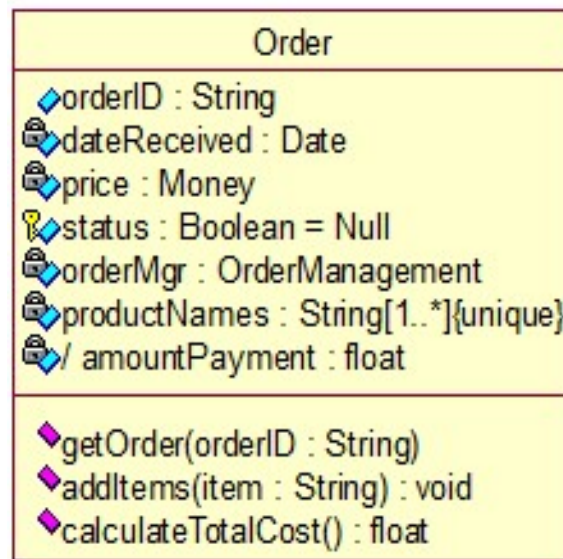 Order
orderID : String
dateReceived : Date
price : Money
status : Boolean = Null
orderMgr : OrderManagement
productNames : String[1..*]{unique}
/ amountPayment : float
getOrder(orderID : String)
addItems(item : String) : void
calculateTotalCost() : float